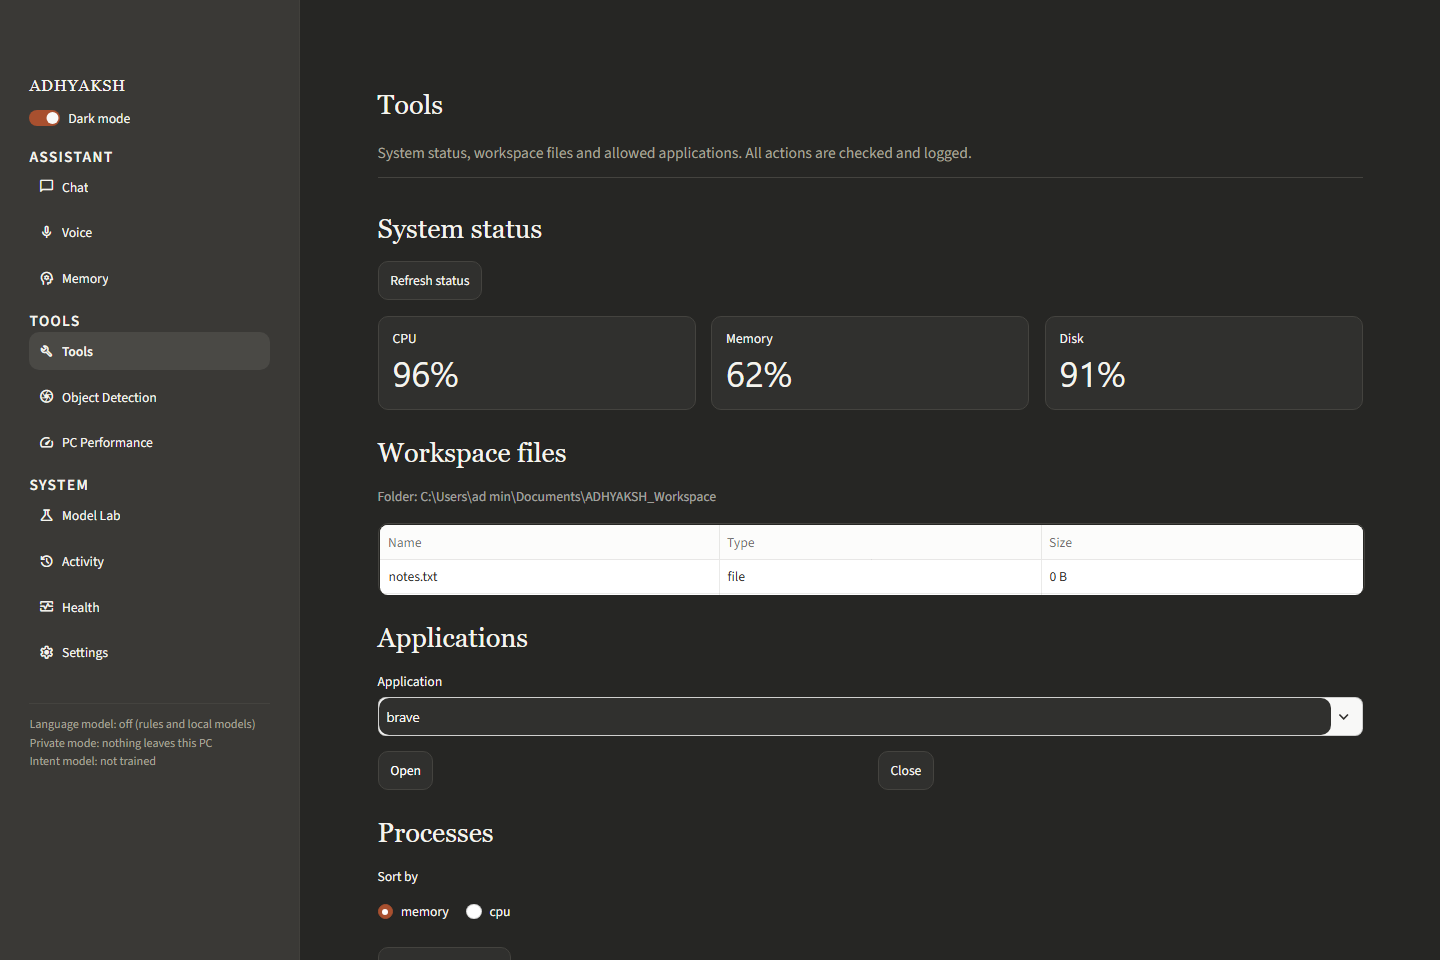 ADHYAKSH
Dark mode
ASSISTANT
Chat
Voice
Memory
TOOLS
Tools
Object Detection
PC Performance
SYSTEM
Model Lab
Activity
Health
Settings
Language model: off (rules and local models)
Private mode: nothing leaves this PC
Intent model: not trained
Tools
System status, workspace files and allowed applications. All actions are checked and logged.
System status
Refresh status
CPU Memory Disk
96% 62% 91%
Workspace files
Folder: C:\Users\ad min\Documents\ADHYAKSH_Workspace
Name Type Size
notes.txt file 0 B
Applications
Application
brave
Open Close
Processes
Sort by
memory cpu